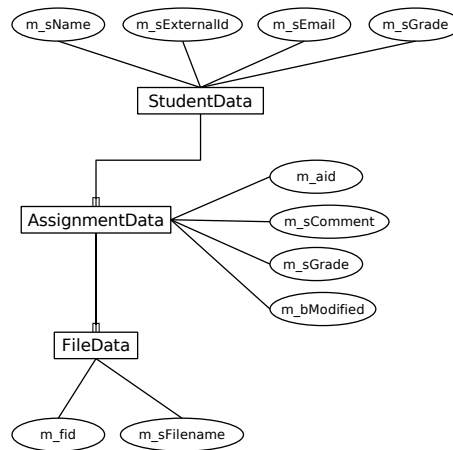 m_sName
m_sExternalId
m_sEmail
m_sGrade
StudentData
m_aid
AssignmentData
m_sComment
m_sGrade
m_bModified
FileData
m_fid
m_sFilename